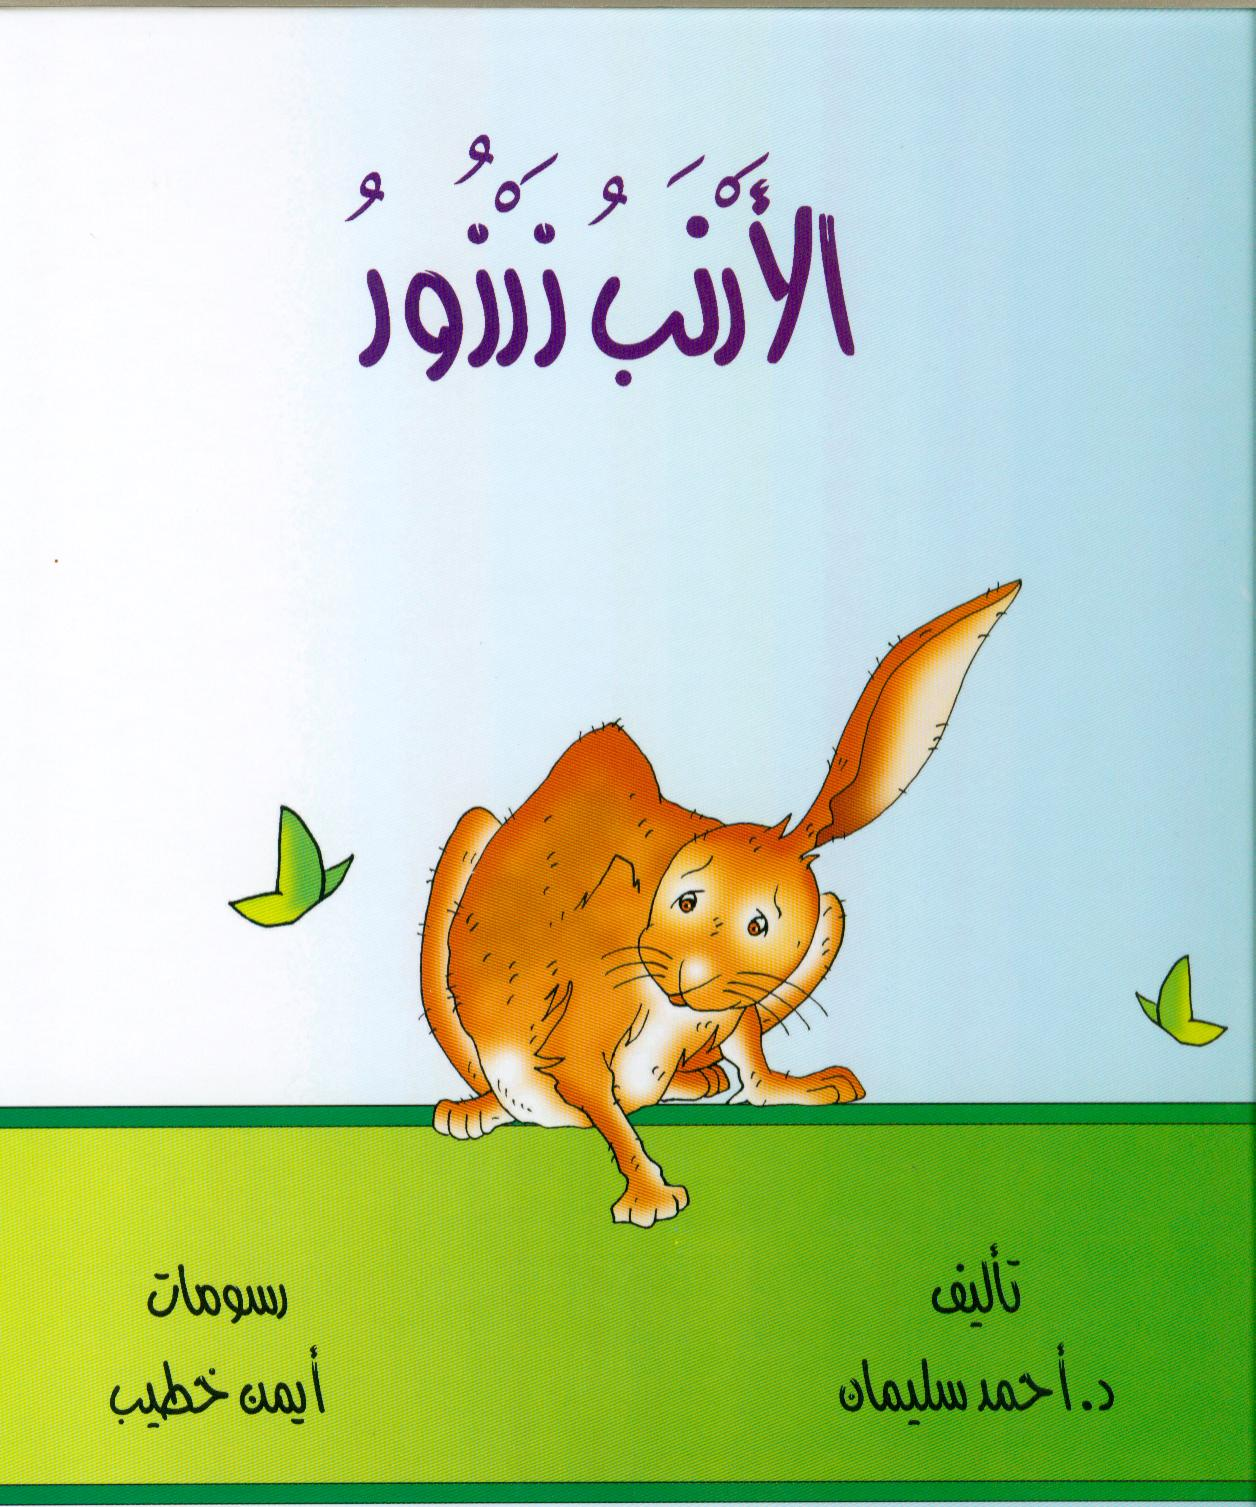 الأَرْنَبُ زَرْزُورُ
تأليف
د.أحمد سليمان
رسومات
أيمن خطيب